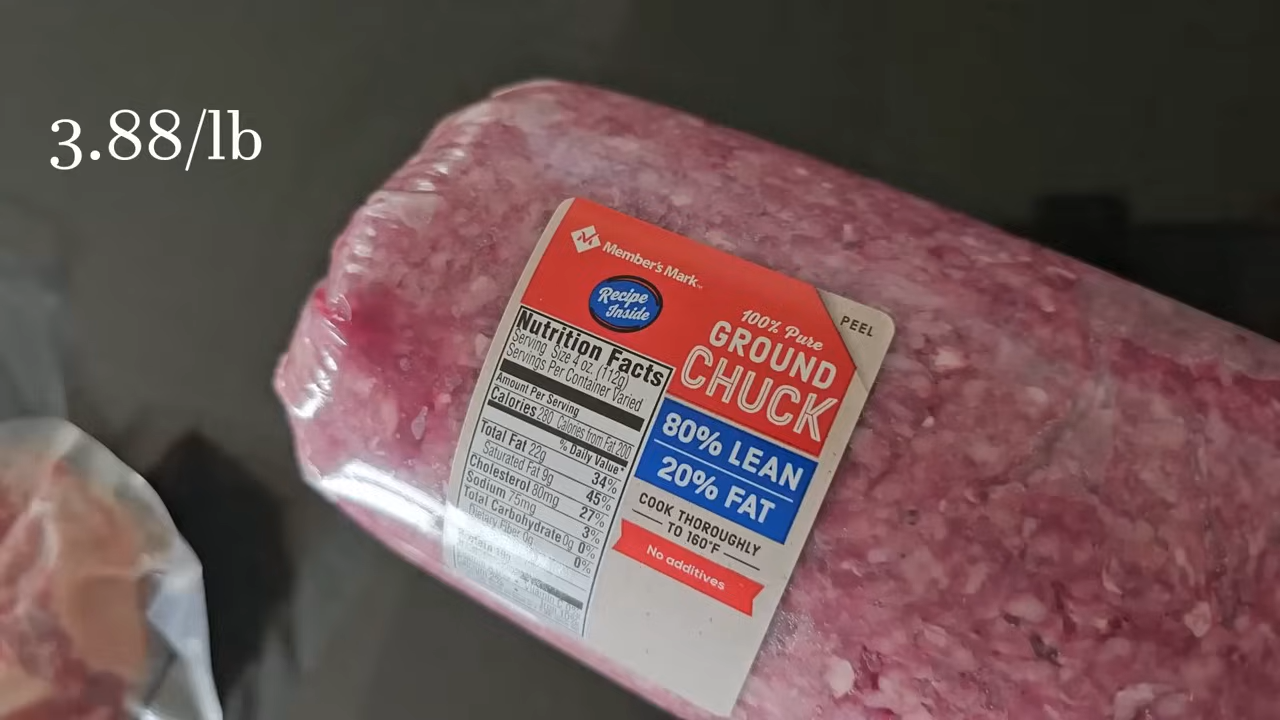 3.88/lb
Member's Mark™
Recipe
Inside
PEEL
100% Pure
GROUND
CHUCK
80% LEAN
20% FAT
COOK THOROUGHLY
TO 160°F
No additives
Nutrition Facts
Serving Size 4 oz. (112g)
Servings Per Container Varied
Amount Per Serving
Calories 280 Calories from Fat 200
% Daily Value*
Total Fat 22g 34%
Saturated Fat 9g 45%
Cholesterol 80mg 27%
Sodium 75mg 3%
Total Carbohydrate 0g 0%
Dietary Fiber 0g 0%